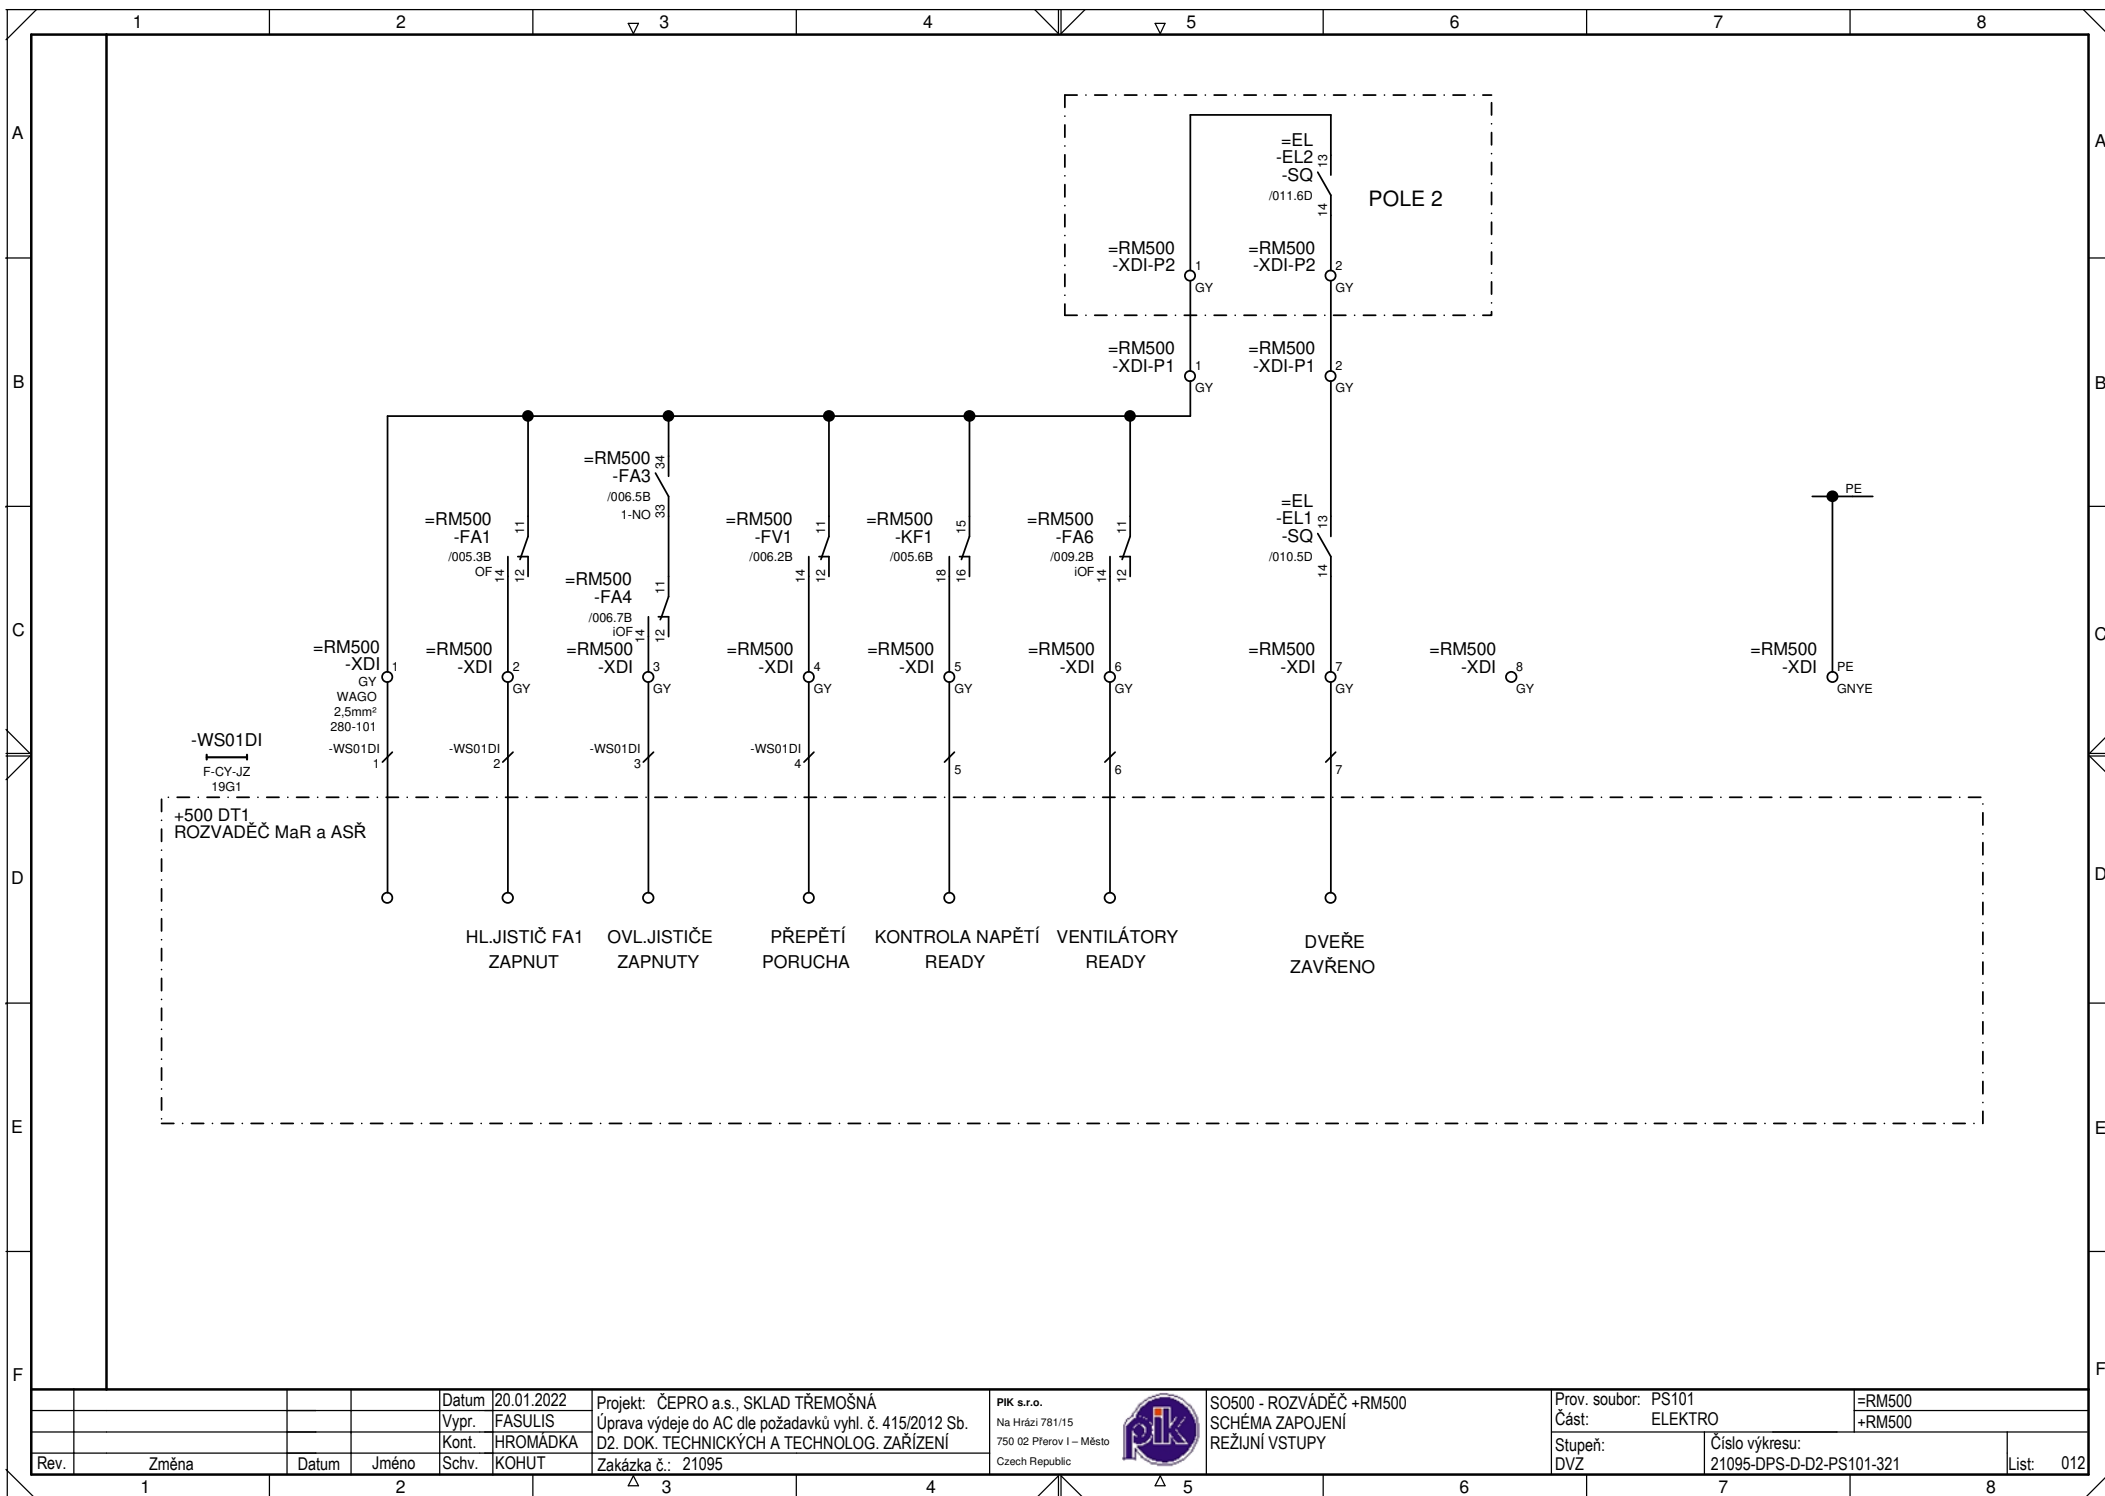 1 2 3 4 5 6 7 8
A A
B B
C C
D D
E E
F F
=EL
-EL2
-SQ
/011.6D
13
14
POLE 2
=RM500
-XDI-P2
1
GY
=RM500
-XDI-P2
2
GY
=RM500
-XDI-P1
1
GY
=RM500
-XDI-P1
2
GY
=RM500
-FA3
/006.5B
1-NO
34
33
=RM500
-FA1
/005.3B
OF
11
14
12
=RM500
-FA4
/006.7B
iOF
11
14
12
=RM500
-FV1
/006.2B
11
14
12
=RM500
-KF1
/005.6B
15
18
16
=RM500
-FA6
/009.2B
iOF
11
14
12
=EL
-EL1
-SQ
/010.5D
13
14
PE
=RM500
-XDI
1
GY
WAGO
2,5mm²
280-101
=RM500
-XDI
2
GY
=RM500
-XDI
3
GY
=RM500
-XDI
4
GY
=RM500
-XDI
5
GY
=RM500
-XDI
6
GY
=RM500
-XDI
7
GY
=RM500
-XDI
8
GY
=RM500
-XDI
PE
GNYE
-WS01DI
F-CY-JZ
19G1
-WS01DI
1
-WS01DI
2
-WS01DI
3
-WS01DI
4
5
6
7
+500 DT1
ROZVADĚČ MaR a ASŘ
HL.JISTIČ FA1
ZAPNUT
OVL.JISTIČE
ZAPNUTY
PŘEPĚTÍ
PORUCHA
KONTROLA NAPĚTÍ
READY
VENTILÁTORY
READY
DVEŘE
ZAVŘENO
Rev. Změna Datum Jméno
Datum 20.01.2022
Vypr. FASULIS
Kont. HROMÁDKA
Schv. KOHUT
Projekt: ČEPRO a.s., SKLAD TŘEMOŠNÁ
Úprava výdeje do AC dle požadavků vyhl. č. 415/2012 Sb.
D2. DOK. TECHNICKÝCH A TECHNOLOG. ZAŘÍZENÍ
Zakázka č.: 21095
PIK s.r.o.
Na Hrázi 781/15
750 02 Přerov I – Město
Czech Republic
pik
SO500 - ROZVÁDĚČ +RM500
SCHÉMA ZAPOJENÍ
REŽIJNÍ VSTUPY
Prov. soubor: PS101
Část: ELEKTRO
=RM500
+RM500
Stupeň:
DVZ
Číslo výkresu:
21095-DPS-D-D2-PS101-321
List: 012
1 2 3 4 5 6 7 8